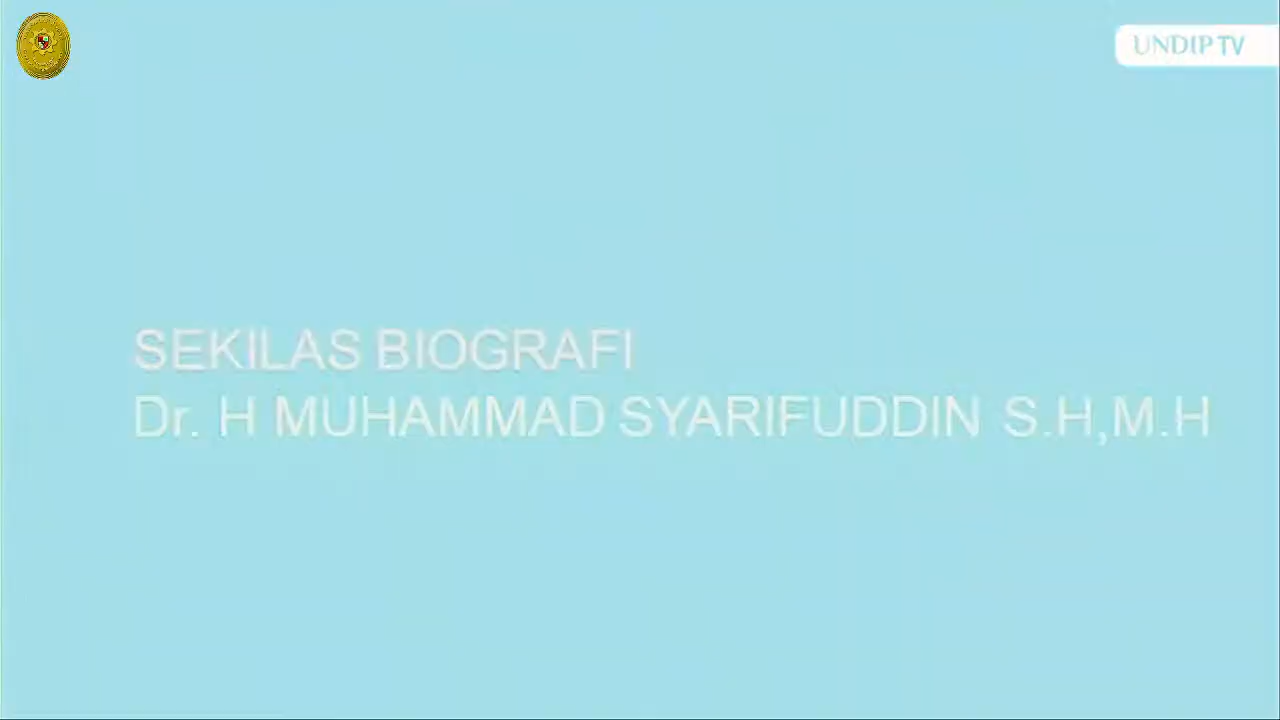 UNDIP TV
SEKILAS BIOGRAFI
Dr. H MUHAMMAD SYARIFUDDIN S.H,M.H